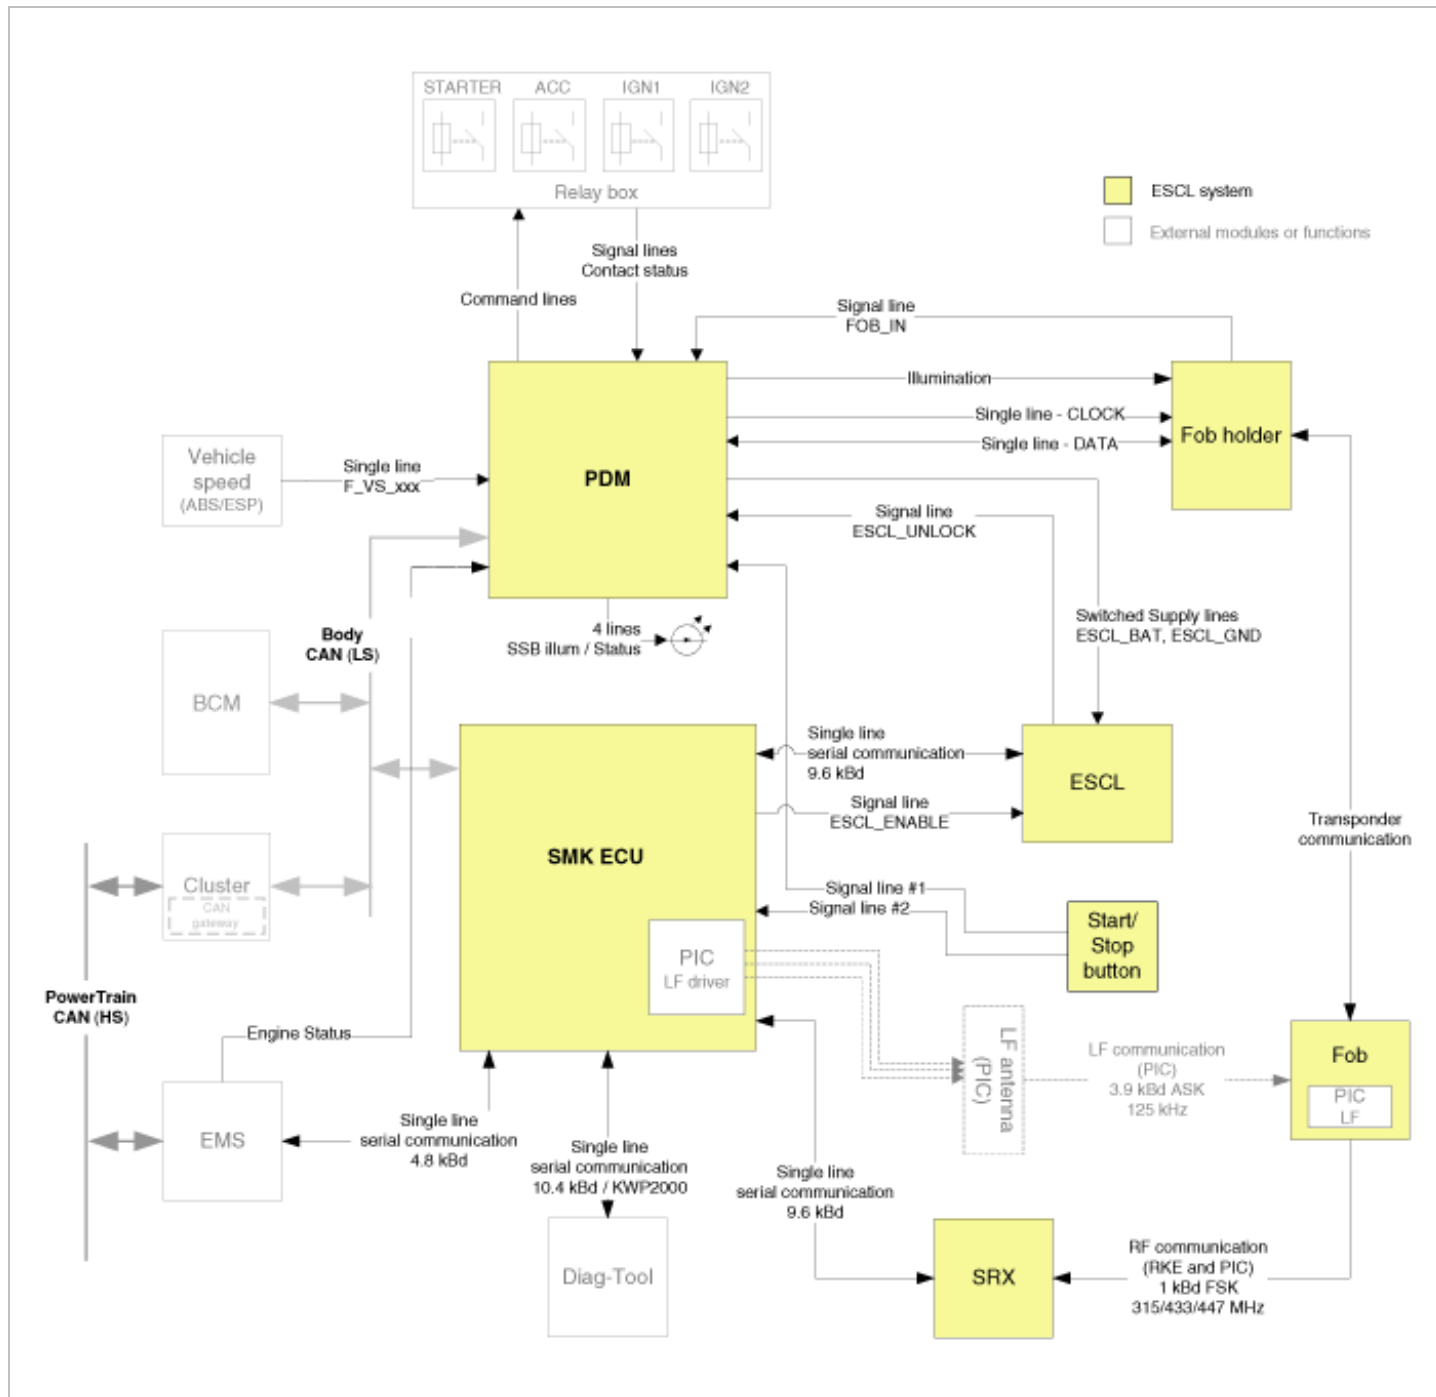 STARTER
ACC
IGN1
IGN2
Relay box
ESCL system
External modules or functions
Signal lines
Contact status
Command lines
Signal line
FOB_IN
Illumination
Single line - CLOCK
Single line - DATA
Fob holder
PDM
Vehicle
speed
(ABS/ESP)
Single line
F_VS_xxx
Signal line
ESCL_UNLOCK
Switched Supply lines
ESCL_BAT, ESCL_GND
4 lines
SSB illum / Status
Body
CAN (LS)
BCM
Single line
serial communication
9.6 kBd
ESCL
Signal line
ESCL_ENABLE
Transponder
communication
SMK ECU
Cluster
CAN
gateway
Signal line #1
Signal line #2
Start/
Stop
button
PIC
LF driver
PowerTrain
CAN (HS)
Engine Status
LF antenna
(PIC)
LF communication
(PIC)
3.9 kBd ASK
125 kHz
Fob
PIC
LF
EMS
Single line
serial communication
4.8 kBd
Single line
serial communication
10.4 kBd / KWP2000
Single line
serial communication
9.6 kBd
Diag-Tool
SRX
RF communication
(RKE and PIC)
1 kBd FSK
315/433/447 MHz